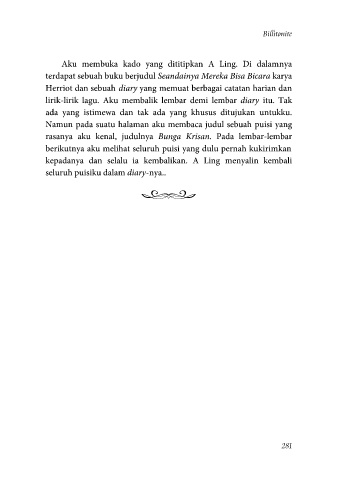 Billitonite
Aku membuka kado yang dititipkan A Ling. Di dalamnya
terdapat sebuah buku berjudul Seandainya Mereka Bisa Bicara karya
Herriot dan sebuah diary yang memuat berbagai catatan harian dan
lirik-lirik lagu. Aku membalik lembar demi lembar diary itu. Tak
ada yang istimewa dan tak ada yang khusus ditujukan untukku.
Namun pada suatu halaman aku membaca judul sebuah puisi yang
rasanya aku kenal, judulnya Bunga Krisan. Pada lembar-lembar
berikutnya aku melihat seluruh puisi yang dulu pernah kukirimkan
kepadanya dan selalu ia kembalikan. A Ling menyalin kembali
seluruh puisiku dalam diary-nya..
281